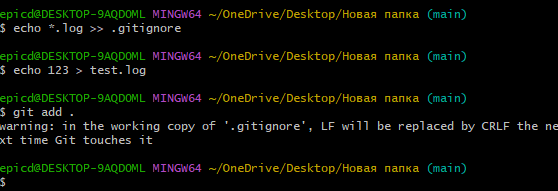 epicd@DESKTOP-9AQDOML MINGW64 ~/OneDrive/Desktop/Новая папка (main)
$ echo *.log >> .gitignore
epicd@DESKTOP-9AQDOML MINGW64 ~/OneDrive/Desktop/Новая папка (main)
$ echo 123 > test.log
epicd@DESKTOP-9AQDOML MINGW64 ~/OneDrive/Desktop/Новая папка (main)
$ git add .
warning: in the working copy of '.gitignore', LF will be replaced by CRLF the ne
xt time Git touches it
epicd@DESKTOP-9AQDOML MINGW64 ~/OneDrive/Desktop/Новая папка (main)
$